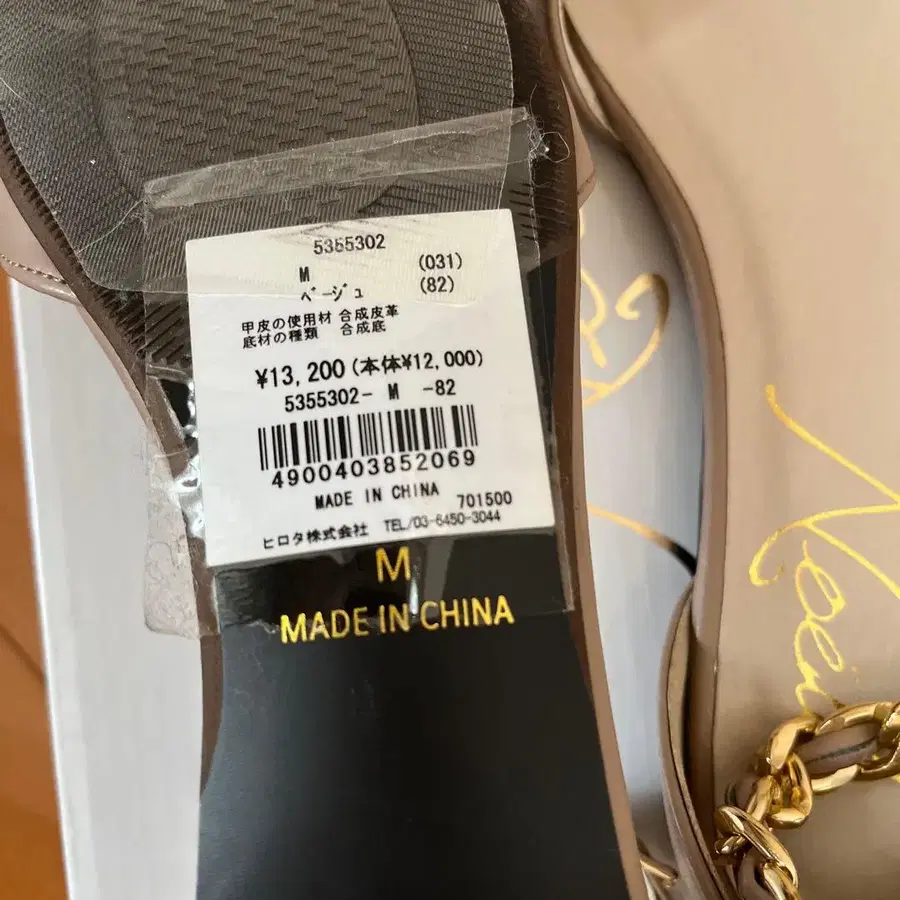 5355302
M (031)
ベージュ (82)
甲皮の使用材 合成皮革
底材の種類 合成底
¥13,200(本体¥12,000)
5355302- M -82
4900403852069
MADE IN CHINA 701500
ヒロタ株式会社 TEL/03-6450-3044
M
MADE IN CHINA